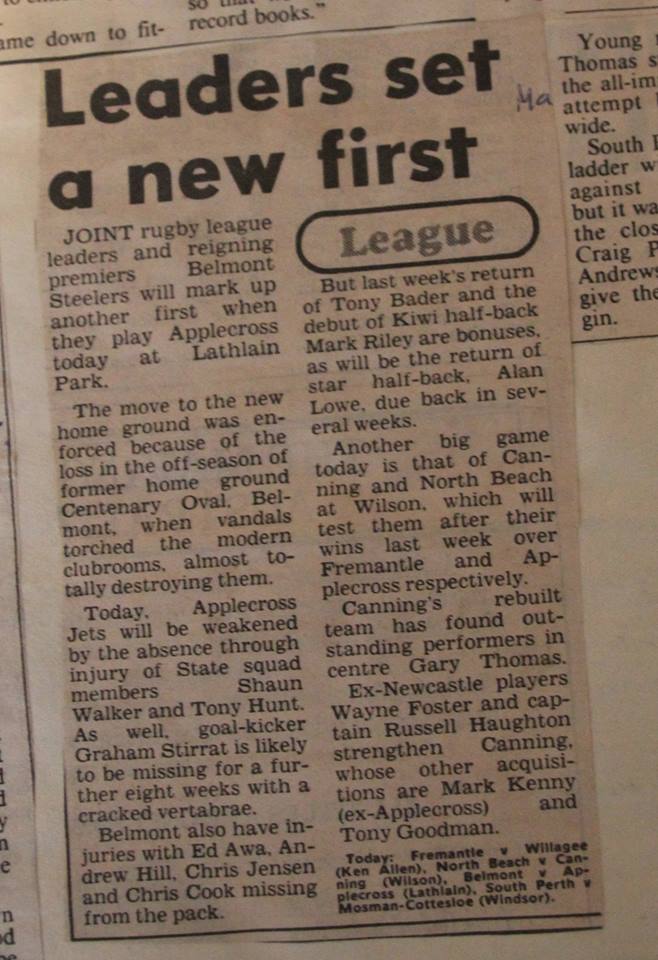 so that
record books."
ame down to fit-
Leaders set
a new first
Ma
JOINT rugby league
leaders and reigning
premiers Belmont
Steelers will mark up
another first when
they play Applecross
today at Lathlain
Park.
The move to the new
home ground was en-
forced because of the
loss in the off-season of
former home ground
Centenary Oval, Bel-
mont, when vandals
torched the modern
clubrooms, almost to-
tally destroying them.
Today, Applecross
Jets will be weakened
by the absence through
injury of State squad
members Shaun
Walker and Tony Hunt.
As well, goal-kicker
Graham Stirrat is likely
to be missing for a fur-
ther eight weeks with a
cracked vertabrae.
Belmont also have in-
juries with Ed Awa, An-
drew Hill, Chris Jensen
and Chris Cook missing
from the pack.
League
But last week's return
of Tony Bader and the
debut of Kiwi half-back
Mark Riley are bonuses,
as will be the return of
star half-back, Alan
Lowe, due back in sev-
eral weeks.
Another big game
today is that of Can-
ning and North Beach
at Wilson, which will
test them after their
wins last week over
Fremantle and Ap-
plecross respectively.
Canning's rebuilt
team has found out-
standing performers in
centre Gary Thomas.
Ex-Newcastle players
Wayne Foster and cap-
tain Russell Haughton
strengthen Canning,
whose other acquisi-
tions are Mark Kenny
(ex-Applecross) and
Tony Goodman.
Today: Fremantle v Willagee
(Ken Allen), North Beach v Can-
ning (Wilson), Belmont v Ap-
plecross (Lathlain), South Perth v
Mosman-Cottesloe (Windsor).
Young
Thomas s
the all-im
attempt
wide.
South
ladder w
against
but it wa
the clos
Craig P
Andrews
give the
gin.